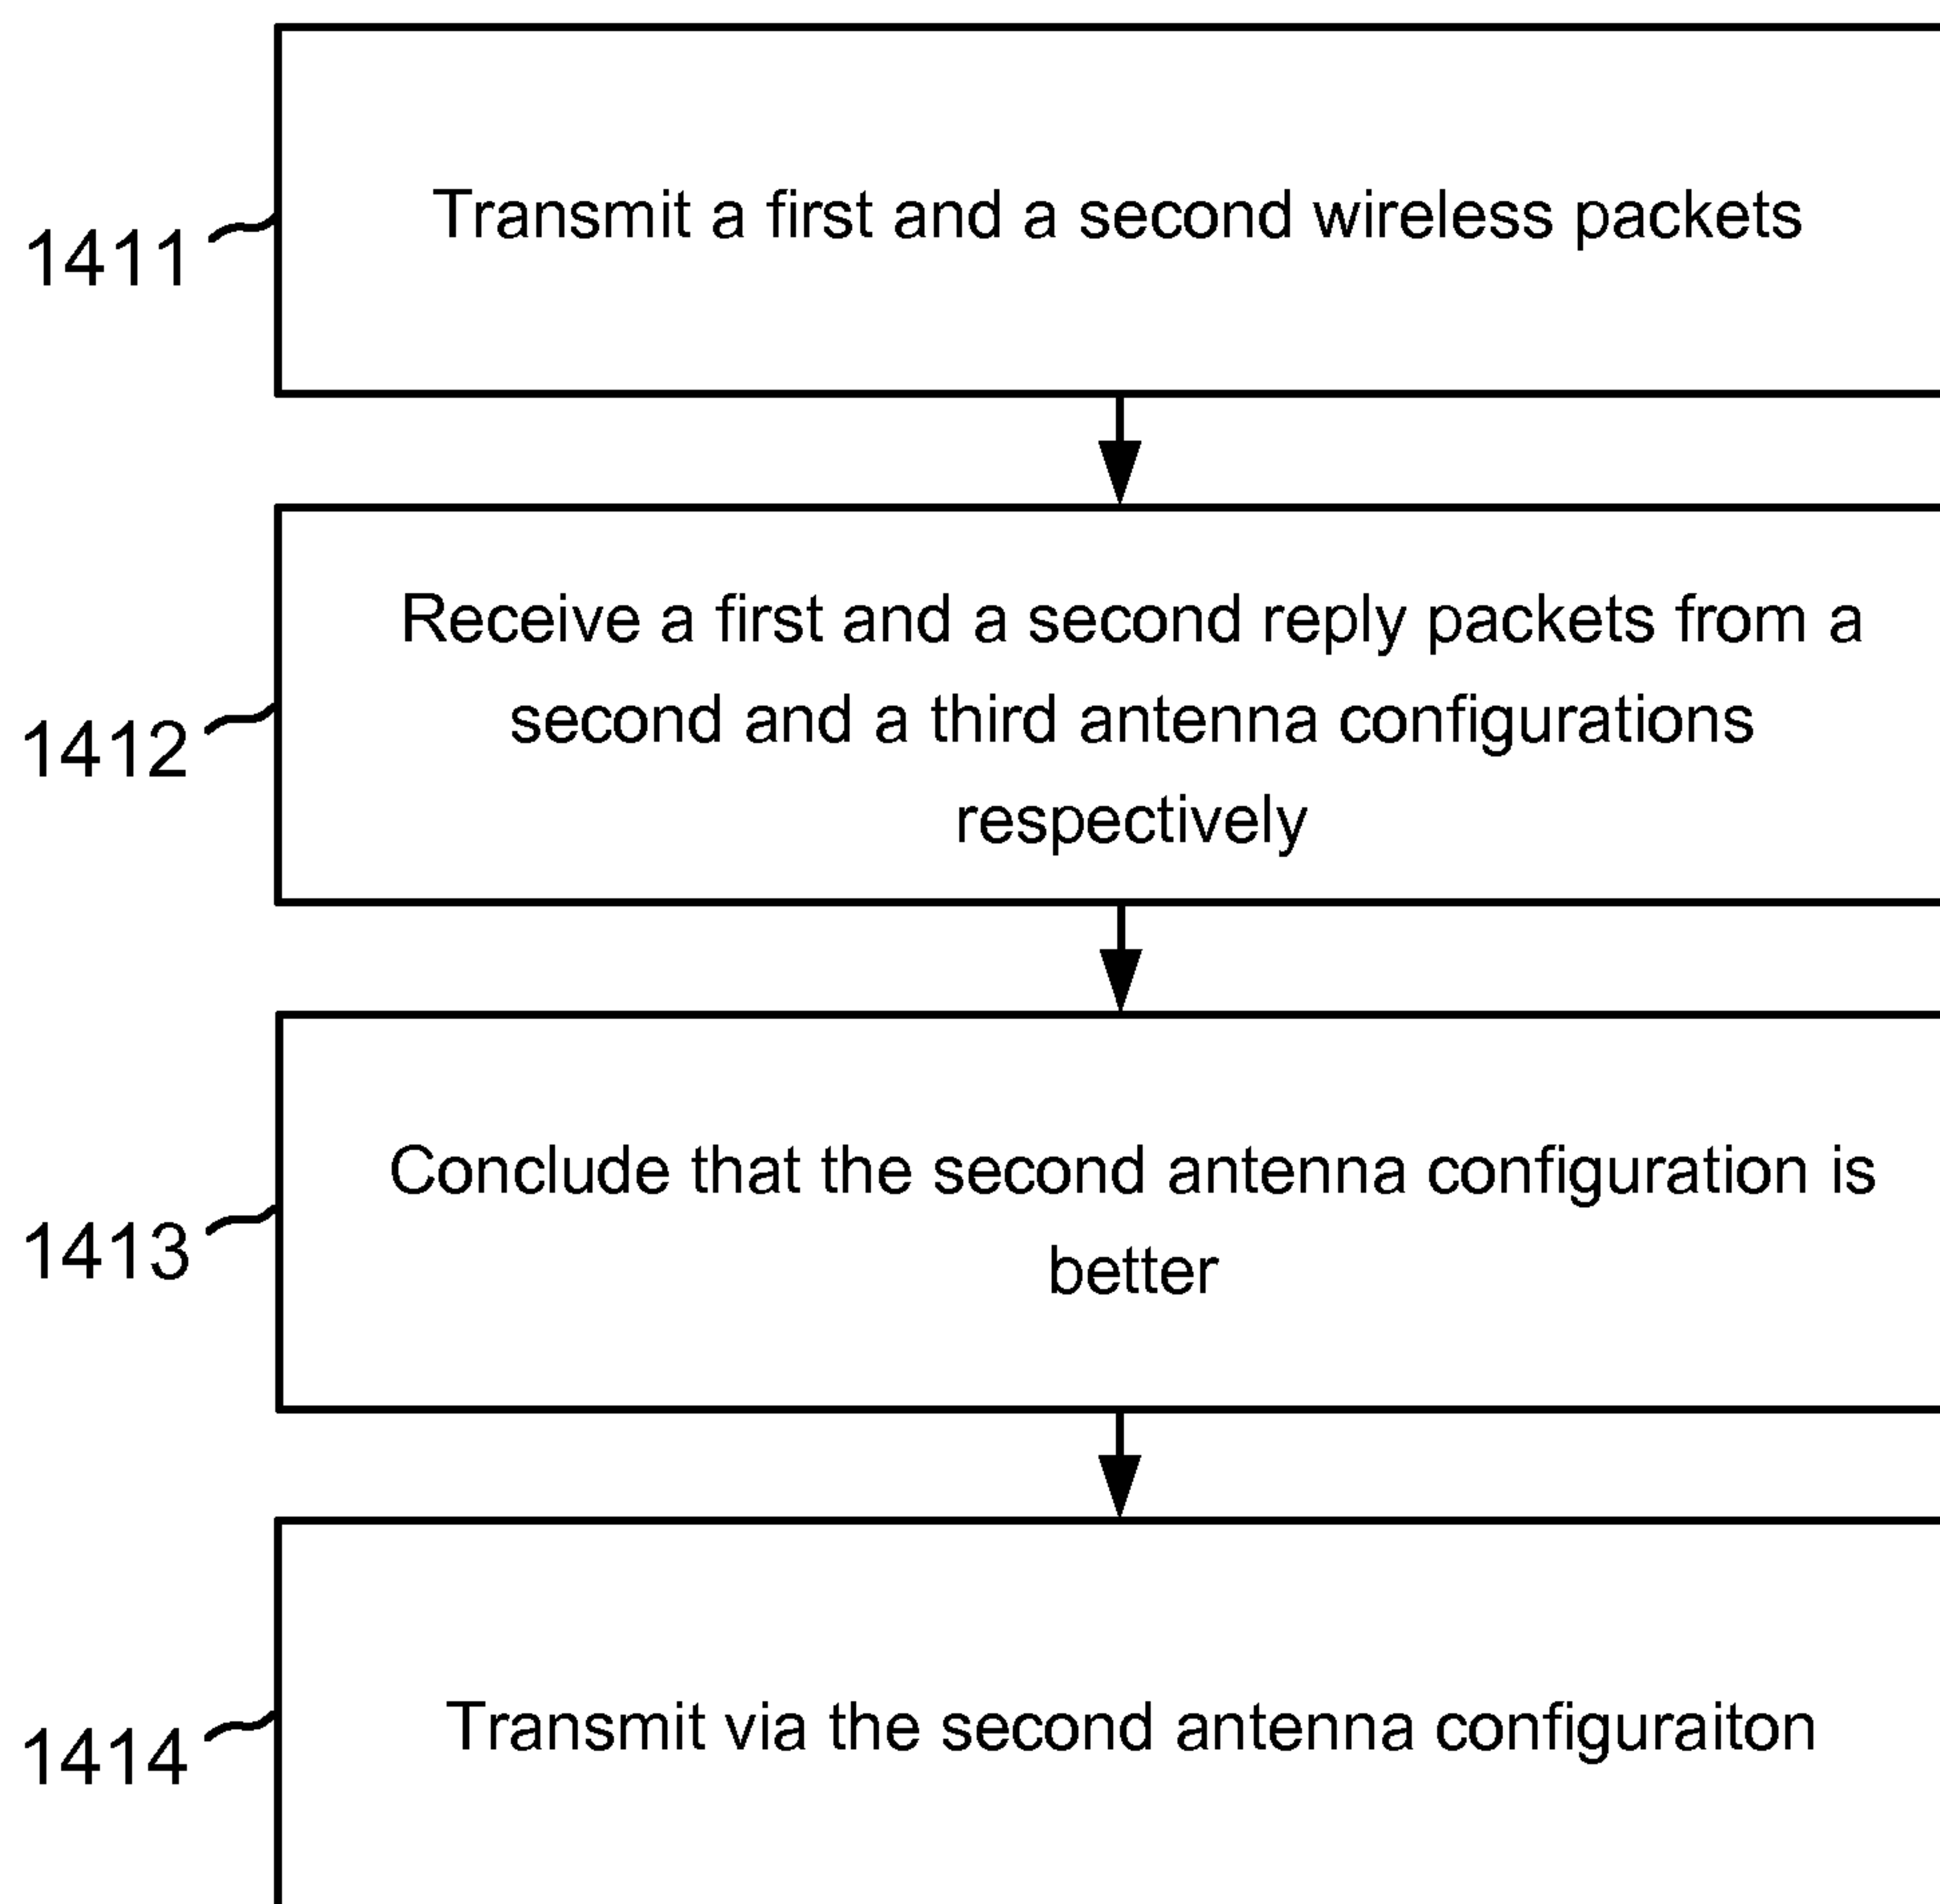 1411
Transmit a first and a second wireless packets
1412
Receive a first and a second reply packets from a
second and a third antenna configurations
respectively
1413
Conclude that the second antenna configuration is
better
1414
Transmit via the second antenna configuraiton